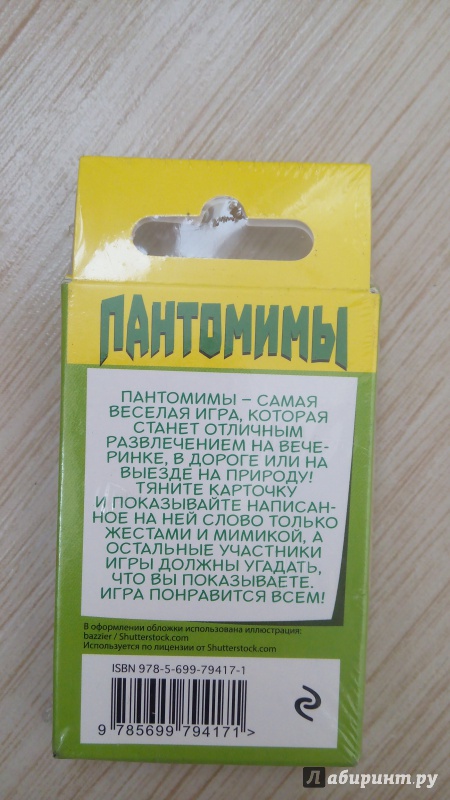 ПАНТОМИМЫ
ПАНТОМИМЫ – САМАЯ
ВЕСЕЛАЯ ИГРА, КОТОРАЯ
СТАНЕТ ОТЛИЧНЫМ
РАЗВЛЕЧЕНИЕМ НА ВЕЧЕ-
РИНКЕ, В ДОРОГЕ ИЛИ НА
ВЫЕЗДЕ НА ПРИРОДУ!
ТЯНИТЕ КАРТОЧКУ
И ПОКАЗЫВАЙТЕ НАПИСАН-
НОЕ НА НЕЙ СЛОВО ТОЛЬКО
ЖЕСТАМИ И МИМИКОЙ, А
ОСТАЛЬНЫЕ УЧАСТНИКИ
ИГРЫ ДОЛЖНЫ УГАДАТЬ,
ЧТО ВЫ ПОКАЗЫВАЕТЕ.
ИГРА ПОНРАВИТСЯ ВСЕМ!
В оформлении обложки использована иллюстрация:
bazzier / Shutterstock.com
Используется по лицензии от Shutterstock.com
ISBN 978-5-699-79417-1
9 785699 794171 >
Лабиринт.ру